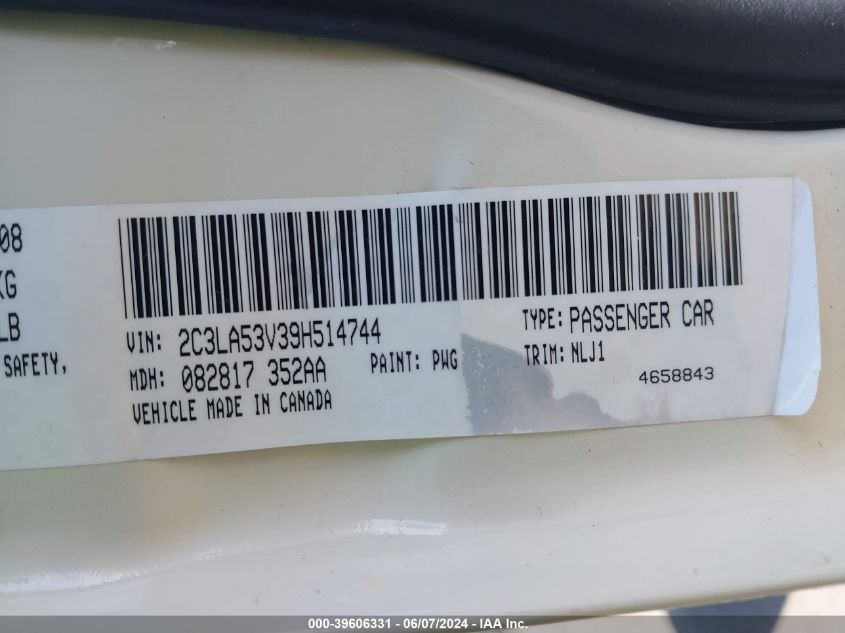 08
KG
LB
SAFETY,
VIN: 2C3LA53V39H514744
TYPE: PASSENGER CAR
MDH: 082817 352AA
PAINT: PWG
TRIM: NLJ1
VEHICLE MADE IN CANADA
4658843
000-39606331 - 06/07/2024 - IAA Inc.